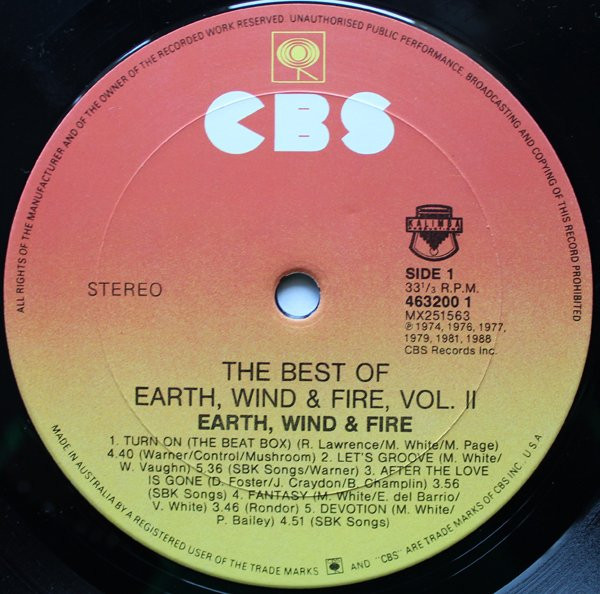 ALL RIGHTS OF THE MANUFACTURER AND OF THE OWNER OF THE RECORDED WORK RESERVED UNAUTHORISED PUBLIC PERFORMANCE, BROADCASTING AND COPYING OF THIS RECORD PROHIBITED
CBS
KALIMBA
STEREO
SIDE 1
33 1/3 R.P.M.
463200 1
MX251563
℗ 1974, 1976, 1977,
1979, 1981, 1988
CBS Records Inc.
THE BEST OF
EARTH, WIND & FIRE, VOL. II
EARTH, WIND & FIRE
1. TURN ON (THE BEAT BOX) (R. Lawrence/M. White/M. Page)
4.40 (Warner/Control/Mushroom) 2. LET'S GROOVE (M. White/
W. Vaughn) 5.36 (SBK Songs/Warner) 3. AFTER THE LOVE
IS GONE (D. Foster/J. Craydon/B. Champlin) 3.56
(SBK Songs) 4. FANTASY (M. White/E. del Barrio/
V. White) 3.46 (Rondor) 5. DEVOTION (M. White/
P. Bailey) 4.51 (SBK Songs)
MADE IN AUSTRALIA BY A REGISTERED USER OF THE TRADE MARKS AND "CBS" ARE TRADE MARKS OF CBS INC. U.S.A.